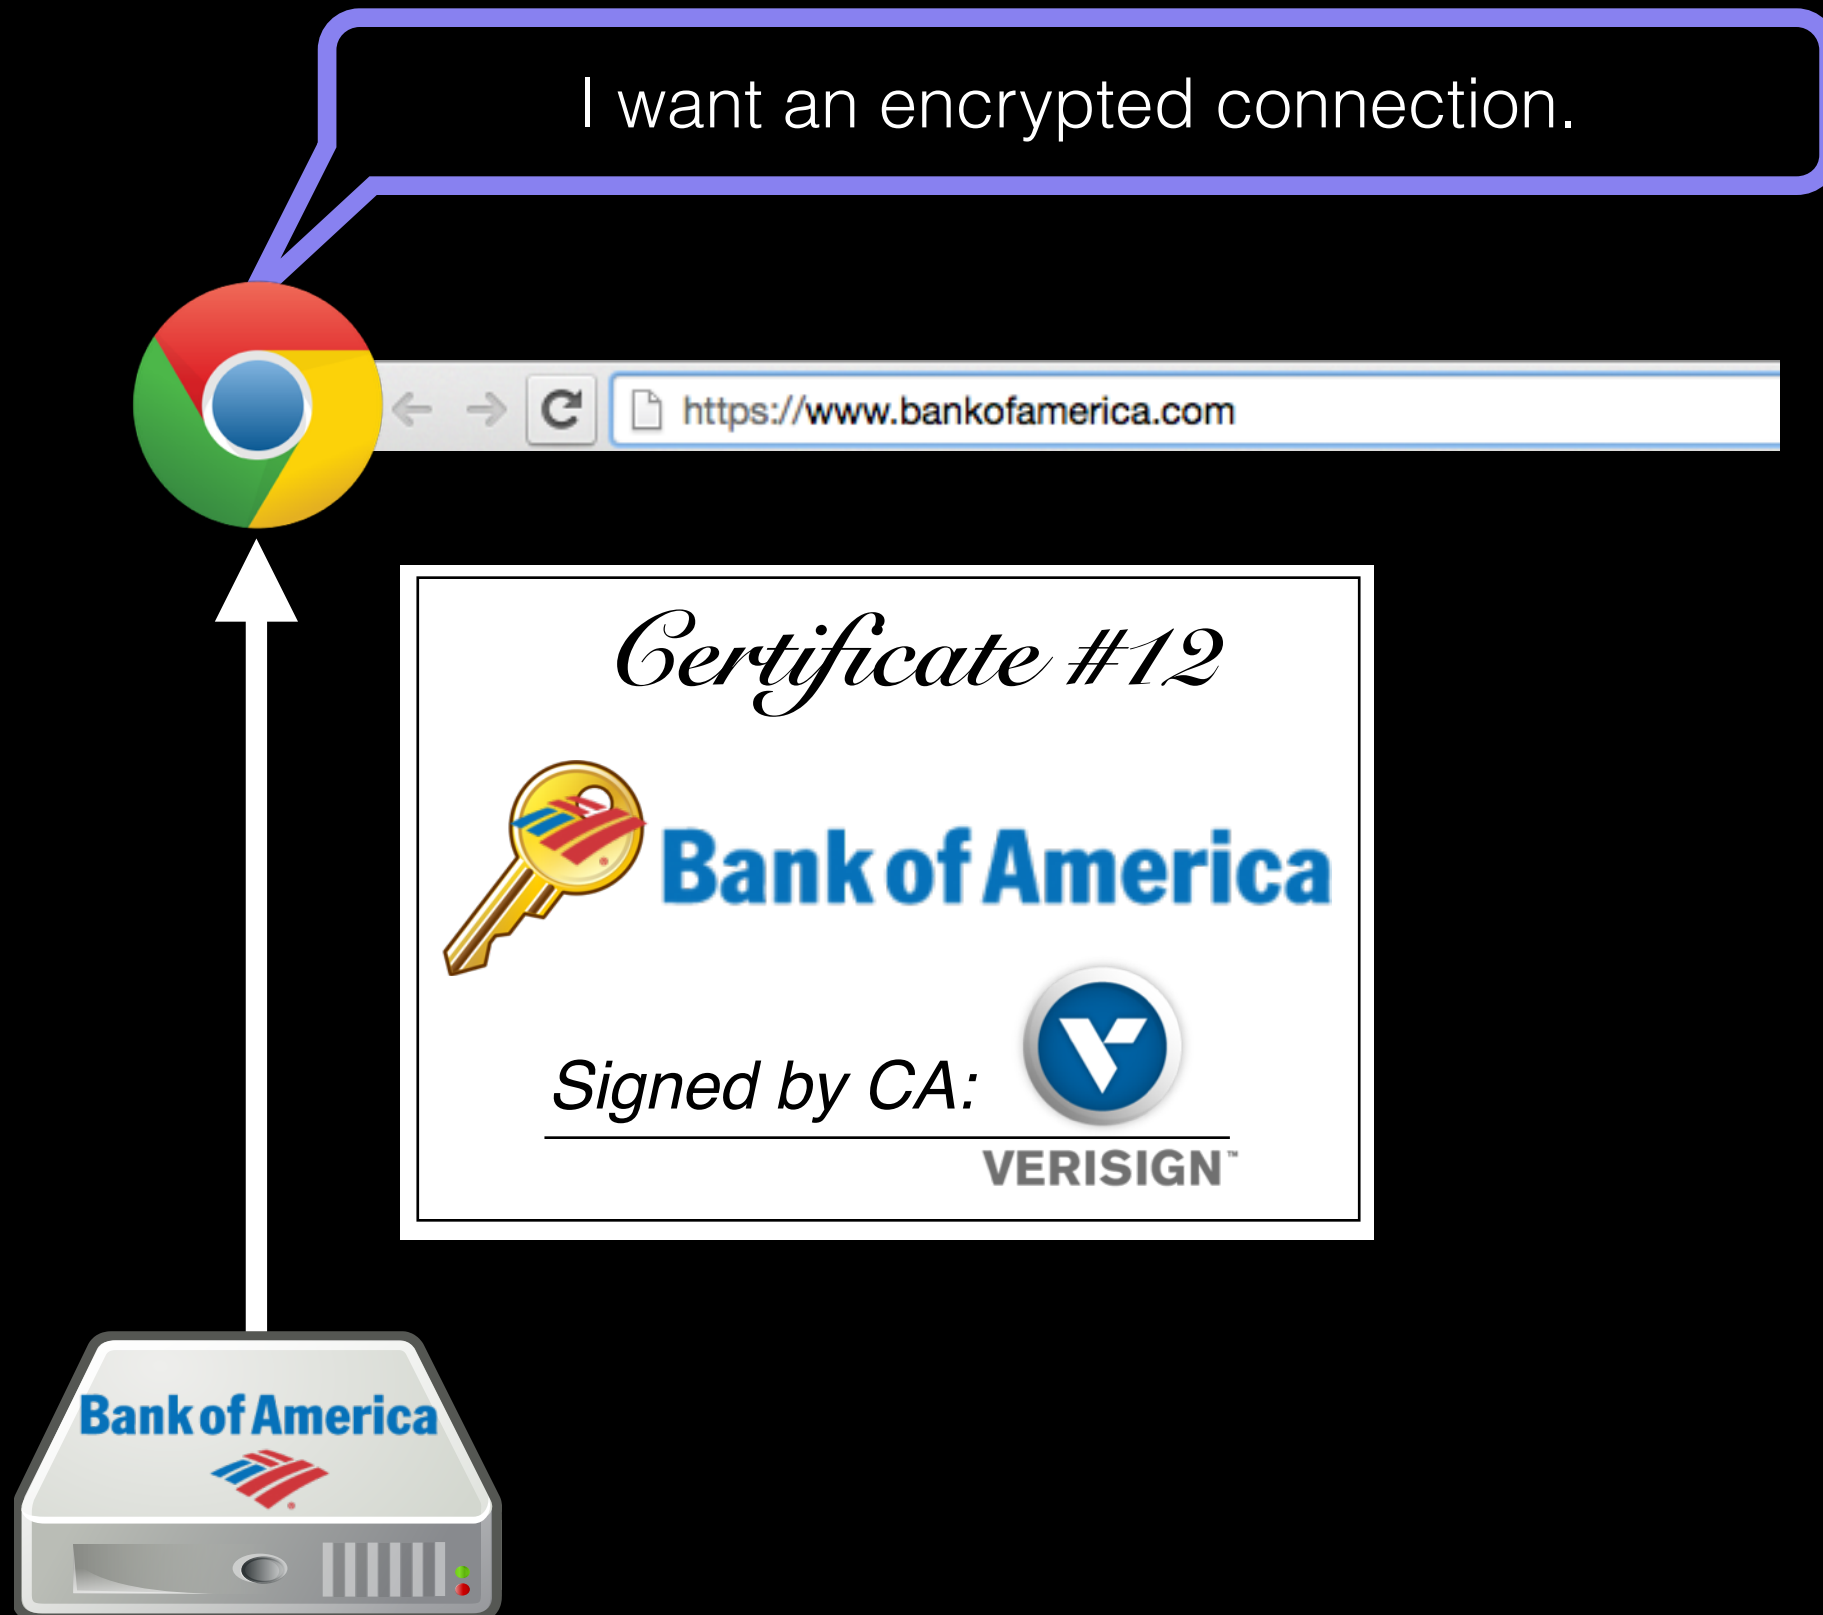 I want an encrypted connection.
https://www.bankofamerica.com
Certificate #12
Bank of America
Signed by CA:
VERISIGN™
Bank of America